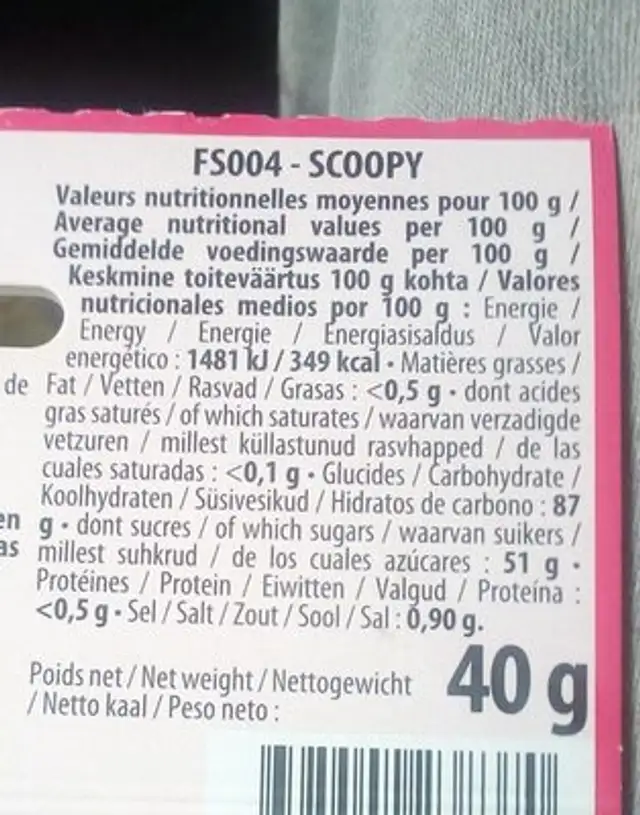 FS004 - SCOOPY
Valeurs nutritionnelles moyennes pour 100 g /
Average nutritional values per 100 g /
Gemiddelde voedingswaarde per 100 g /
Keskmine toiteväärtus 100 g kohta / Valores
nutricionales medios por 100 g : Energie /
Energy / Energie / Energiasisaldus / Valor
energético : 1481 kJ / 349 kcal • Matières grasses /
de Fat / Vetten / Rasvad / Grasas : <0,5 g • dont acides
gras saturés / of which saturates / waarvan verzadigde
vetzuren / millest küllastunud rasvhapped / de las
cuales saturadas : <0,1 g • Glucides / Carbohydrate /
Koolhydraten / Süsivesikud / Hidratos de carbono : 87
en g • dont sucres / of which sugars / waarvan suikers /
as millest suhkrud / de los cuales azúcares : 51 g •
Protéines / Protein / Eiwitten / Valgud / Proteína :
<0,5 g • Sel / Salt / Zout / Sool / Sal : 0,90 g.
Poids net / Net weight / Nettogewicht
/ Netto kaal / Peso neto :
40 g